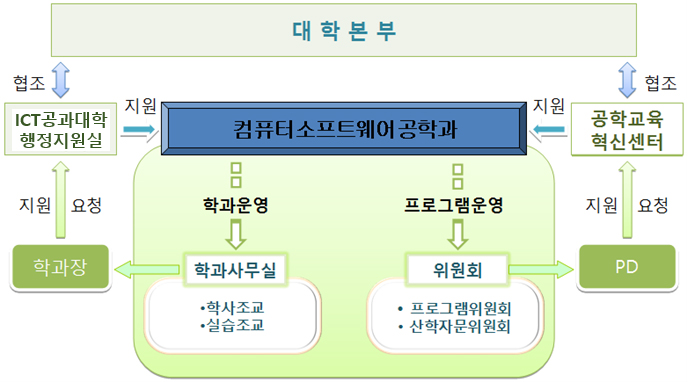 대학본부
협조
협조
ICT공과대학
행정지원실
지원
컴퓨터소프트웨어공학과
지원
공학교육
혁신센터
지원 요청
학과운영
프로그램운영
지원 요청
학과장
학과사무실
위원회
PD
•학사조교
•실습조교
• 프로그램위원회
• 산학자문위원회